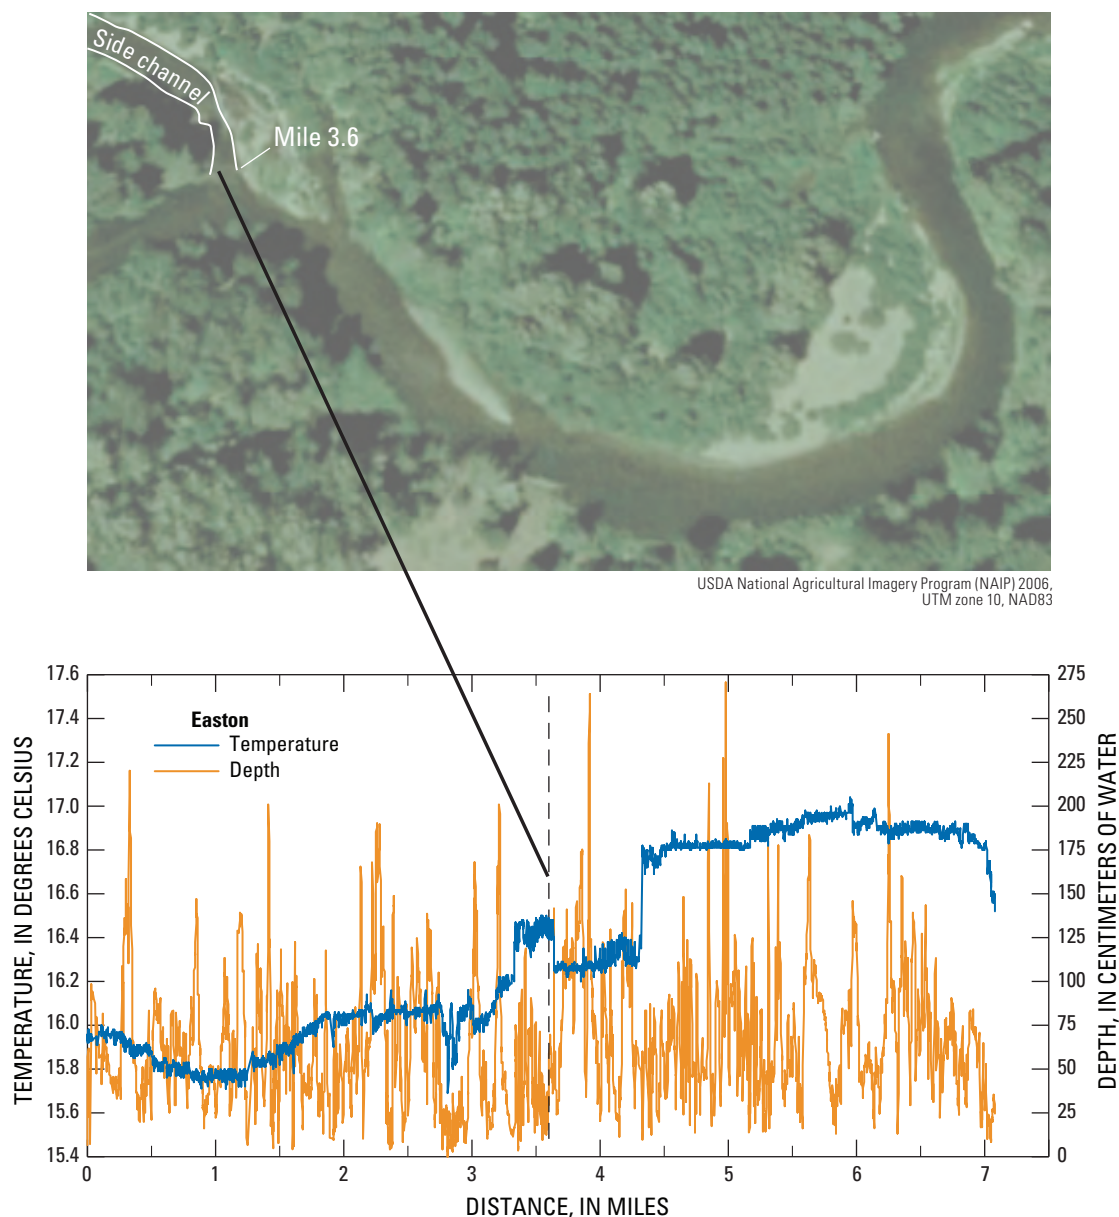 Side channel
Mile 3.6
USDA National Agricultural Imagery Program (NAIP) 2006,
UTM zone 10, NAD83
17.6
17.4
17.2
17.0
16.8
16.6
16.4
16.2
16.0
15.8
15.6
15.4
TEMPERATURE, IN DEGREES CELSIUS
Easton
Temperature
Depth
275
250
225
200
175
150
125
100
75
50
25
0
DEPTH, IN CENTIMETERS OF WATER
0 1 2 3 4 5 6 7
DISTANCE, IN MILES